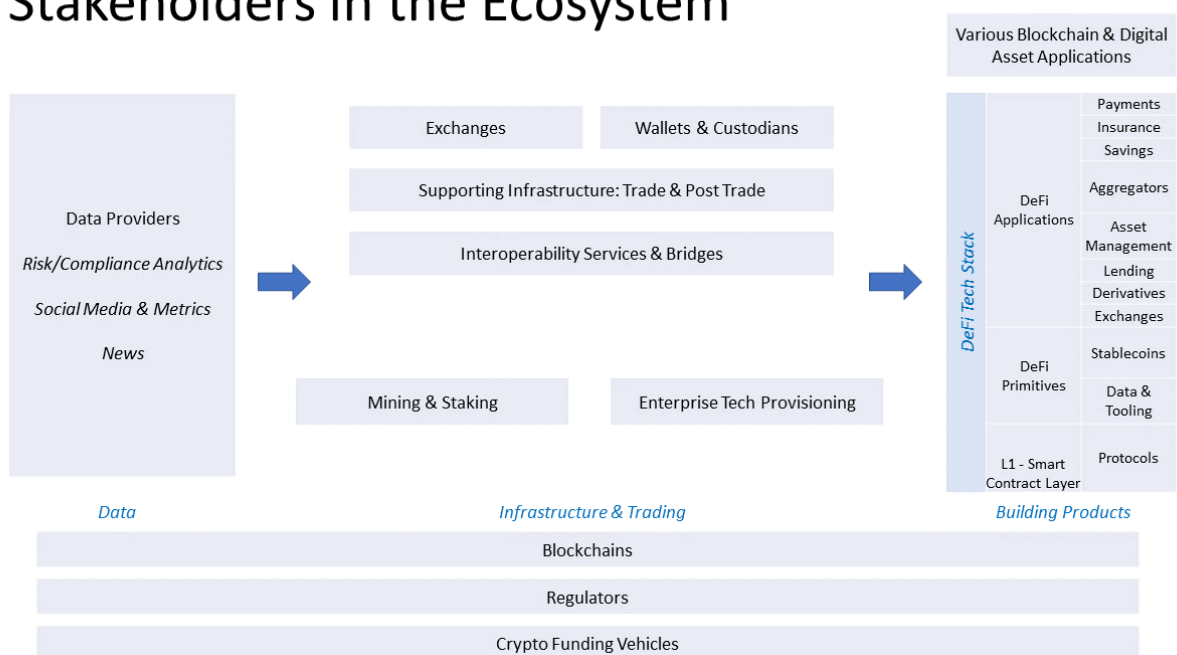 Stakeholders in the Ecosystem
Various Blockchain & Digital
Asset Applications
Data Providers
Risk/Compliance Analytics
Social Media & Metrics
News
Exchanges
Wallets & Custodians
Supporting Infrastructure: Trade & Post Trade
Interoperability Services & Bridges
Mining & Staking
Enterprise Tech Provisioning
DeFi Tech Stack
DeFi
Applications
Payments
Insurance
Savings
Aggregators
Asset
Management
Lending
Derivatives
Exchanges
DeFi
Primitives
Stablecoins
Data &
Tooling
L1 - Smart
Contract Layer
Protocols
Data
Infrastructure & Trading
Building Products
Blockchains
Regulators
Crypto Funding Vehicles